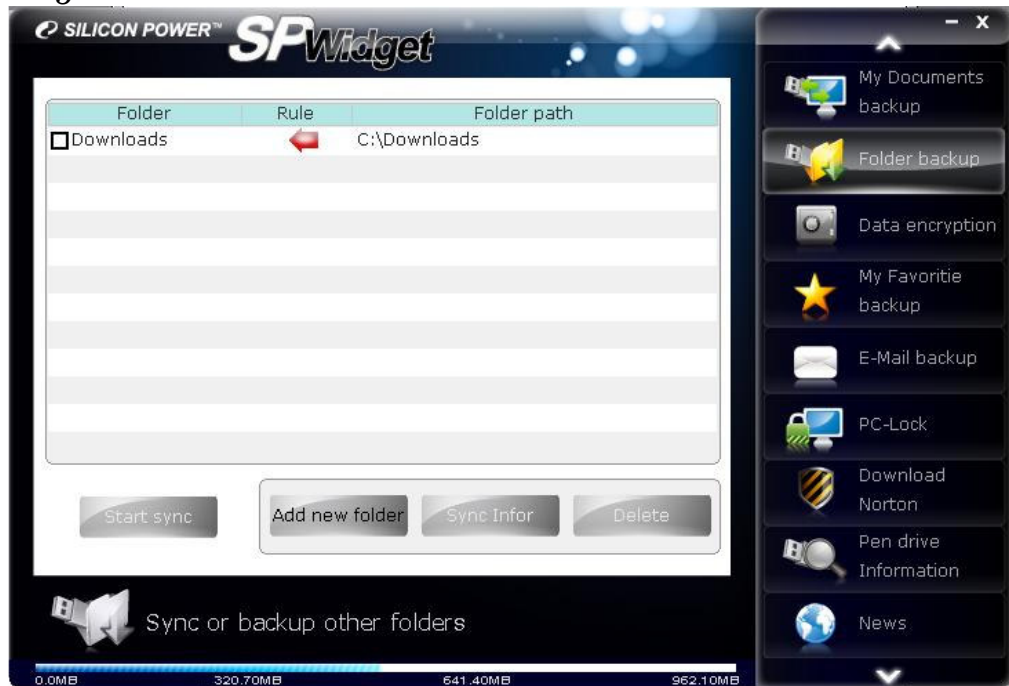 SILICON POWER™ SPWidget
- x
Folder Rule Folder path
Downloads C:\Downloads
Start sync
Add new folder
Sync Infor
Delete
Sync or backup other folders
0.0MB 320.70MB 641.40MB 962.10MB
My Documents
backup
Folder backup
Data encryption
My Favoritie
backup
E-Mail backup
PC-Lock
Download
Norton
Pen drive
Information
News